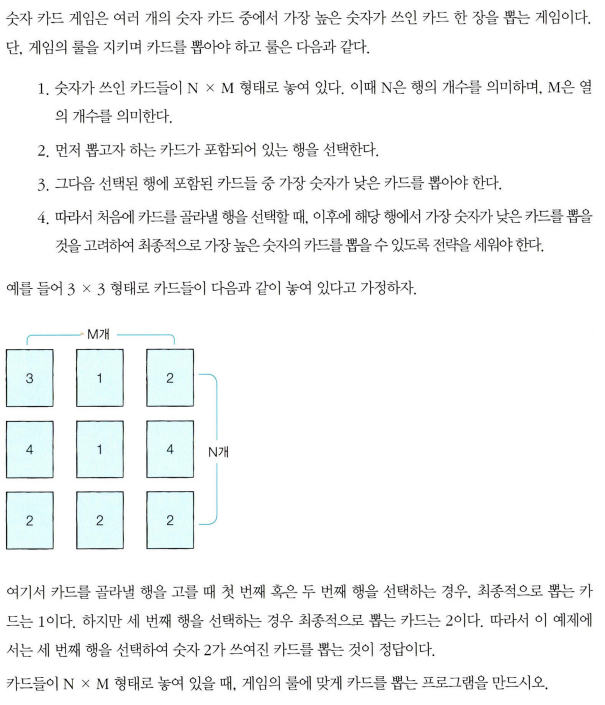 숫자 카드 게임은 여러 개의 숫자 카드 중에서 가장 높은 숫자가 쓰인 카드 한 장을 뽑는 게임이다.
단, 게임의 룰을 지키며 카드를 뽑아야 하고 룰은 다음과 같다.
1. 숫자가 쓰인 카드들이 N × M 형태로 놓여 있다. 이때 N은 행의 개수를 의미하며, M은 열
의 개수를 의미한다.
2. 먼저 뽑고자 하는 카드가 포함되어 있는 행을 선택한다.
3. 그다음 선택된 행에 포함된 카드들 중 가장 숫자가 낮은 카드를 뽑아야 한다.
4. 따라서 처음에 카드를 골라낼 행을 선택할 때, 이후에 해당 행에서 가장 숫자가 낮은 카드를 뽑을
것을 고려하여 최종적으로 가장 높은 숫자의 카드를 뽑을 수 있도록 전략을 세워야 한다.
예를 들어 3 × 3 형태로 카드들이 다음과 같이 놓여 있다고 가정하자.
M개
3 1 2
4 1 4
N개
2 2 2
여기서 카드를 골라낼 행을 고를 때 첫 번째 혹은 두 번째 행을 선택하는 경우, 최종적으로 뽑는 카
드는 1이다. 하지만 세 번째 행을 선택하는 경우 최종적으로 뽑는 카드는 2이다. 따라서 이 예제에
서는 세 번째 행을 선택하여 숫자 2가 쓰여진 카드를 뽑는 것이 정답이다.
카드들이 N × M 형태로 놓여 있을 때, 게임의 룰에 맞게 카드를 뽑는 프로그램을 만드시오.